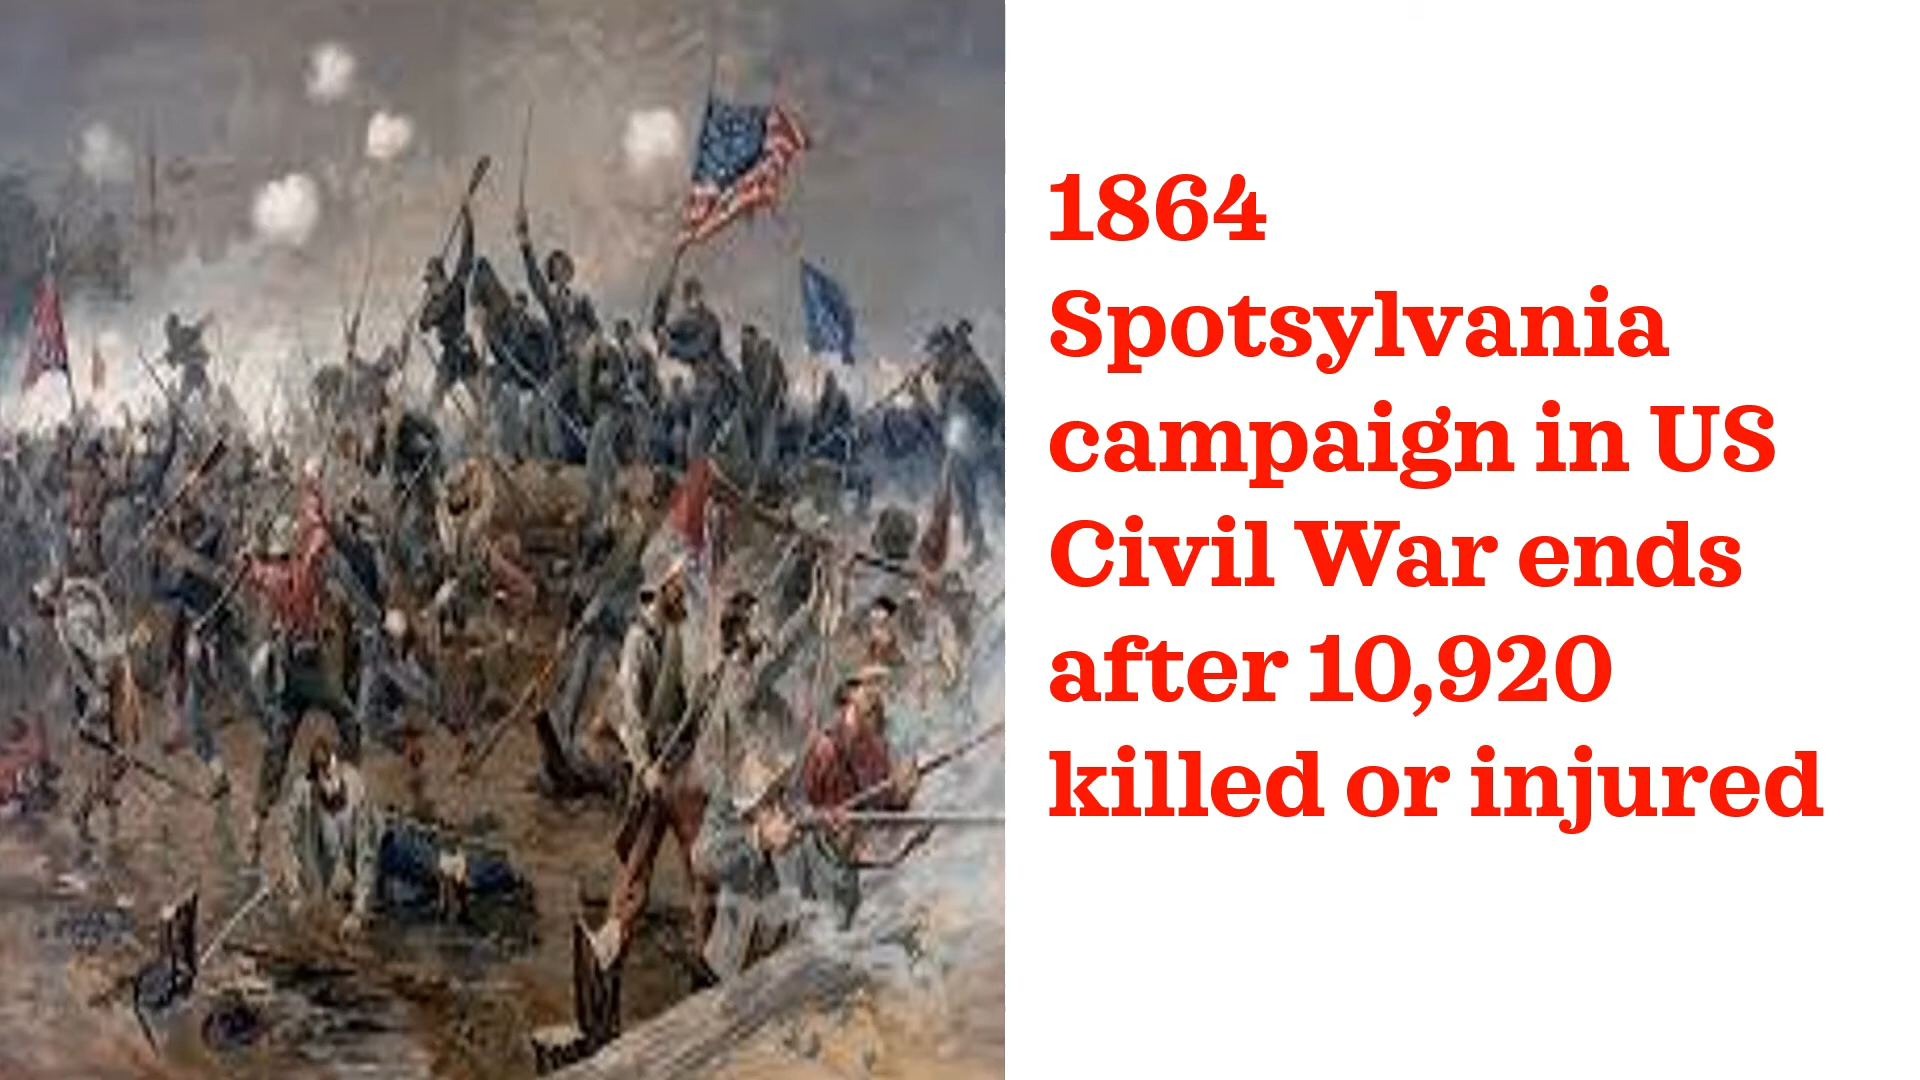 1864
Spotsylvania
campaign in US
Civil War ends
after 10,920
killed or injured